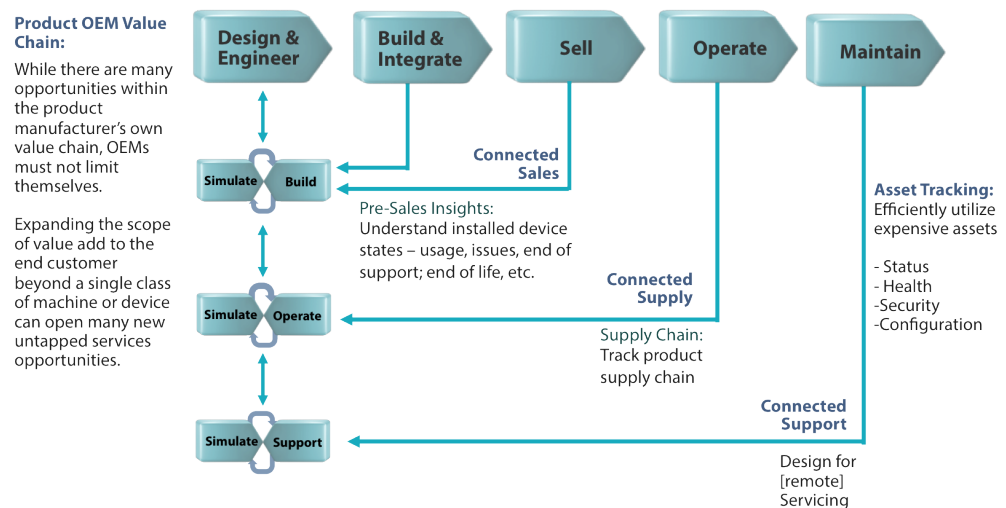 Product OEM Value
Chain:
While there are many
opportunities within
the product
manufacturer's own
value chain, OEMs
must not limit
themselves.
Expanding the scope
of value add to the
end customer
beyond a single class
of machine or device
can open many new
untapped services
opportunities.
Design &
Engineer
Build &
Integrate
Sell
Operate
Maintain
Simulate
Build
Connected
Sales
Pre-Sales Insights:
Understand installed device
states – usage, issues, end of
support; end of life, etc.
Asset Tracking:
Efficiently utilize
expensive assets
- Status
- Health
-Security
-Configuration
Simulate
Operate
Connected
Supply
Supply Chain:
Track product
supply chain
Simulate
Support
Connected
Support
Design for
[remote]
Servicing